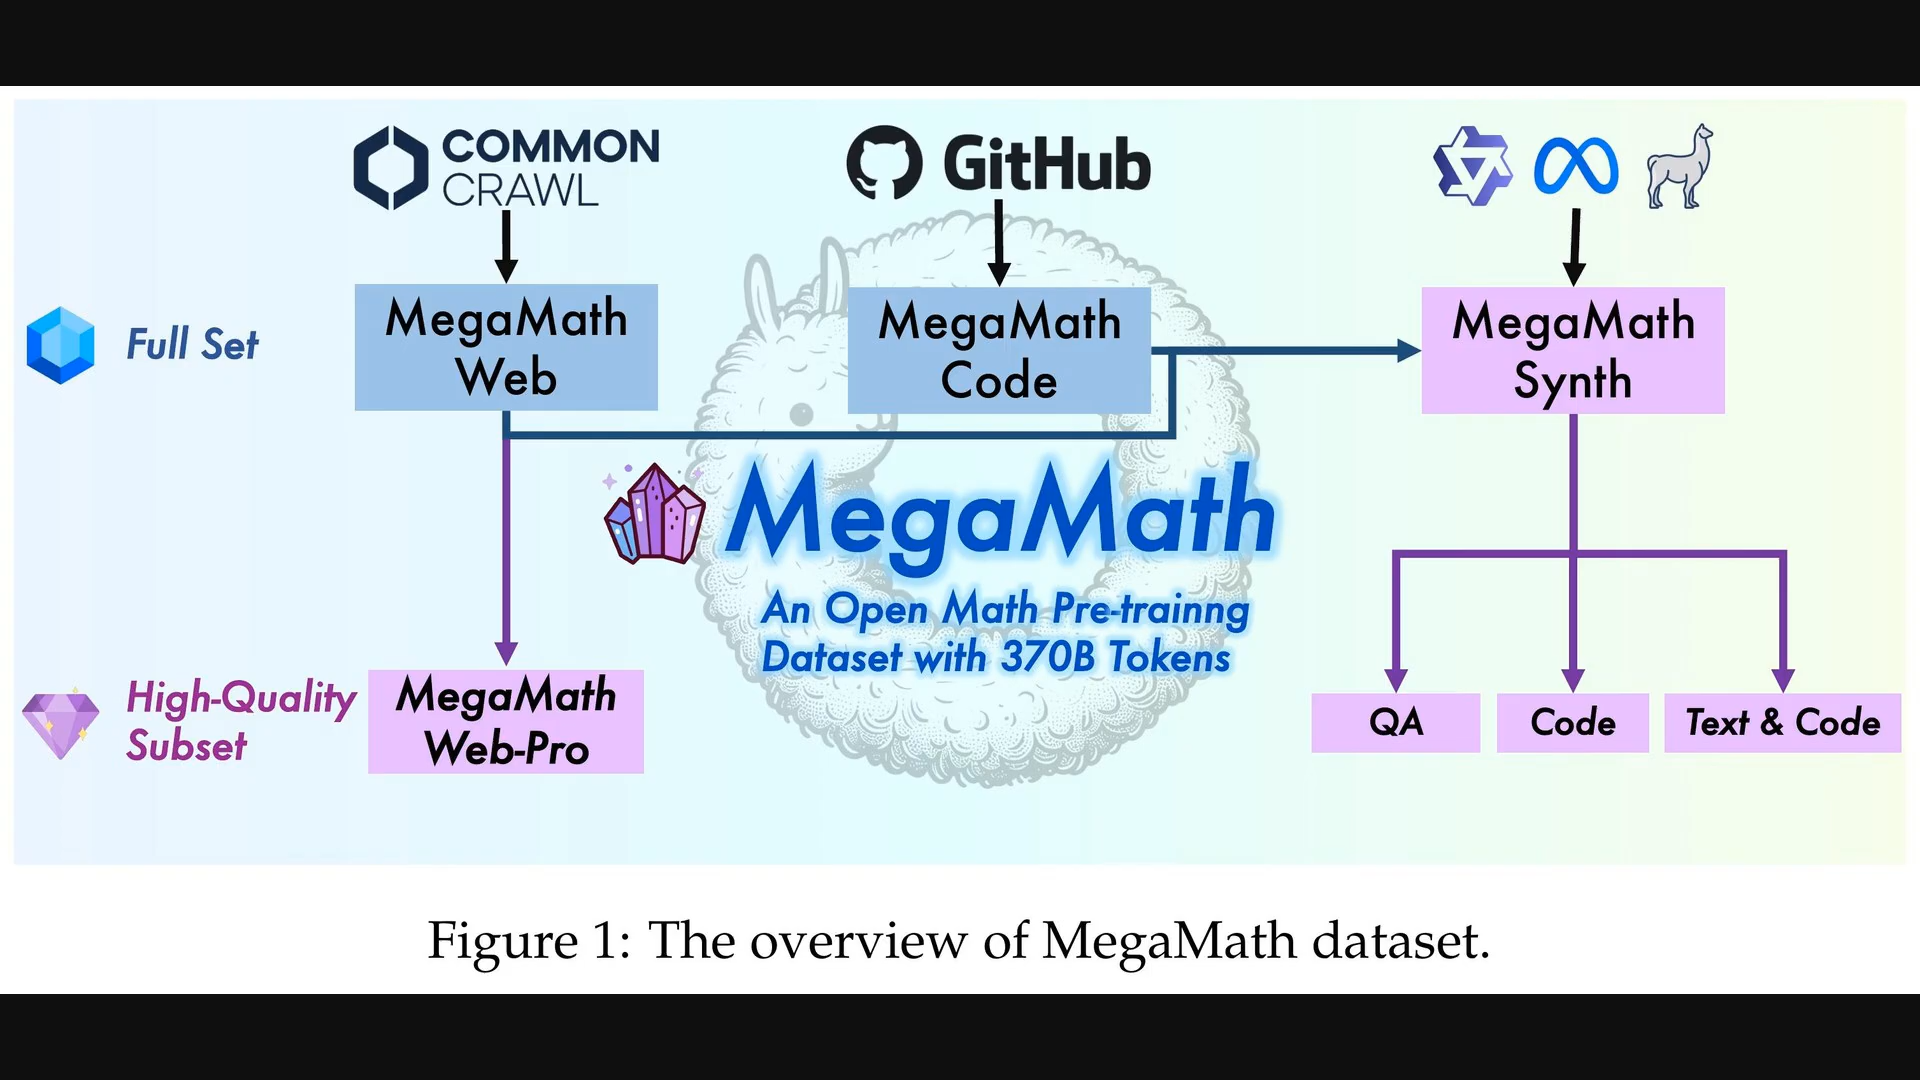 COMMON
CRAWL
GitHub
Full Set
MegaMath
Web
MegaMath
Code
MegaMath
Synth
MegaMath
An Open Math Pre-trainng
Dataset with 370B Tokens
High-Quality
Subset
MegaMath
Web-Pro
QA
Code
Text & Code
Figure 1: The overview of MegaMath dataset.